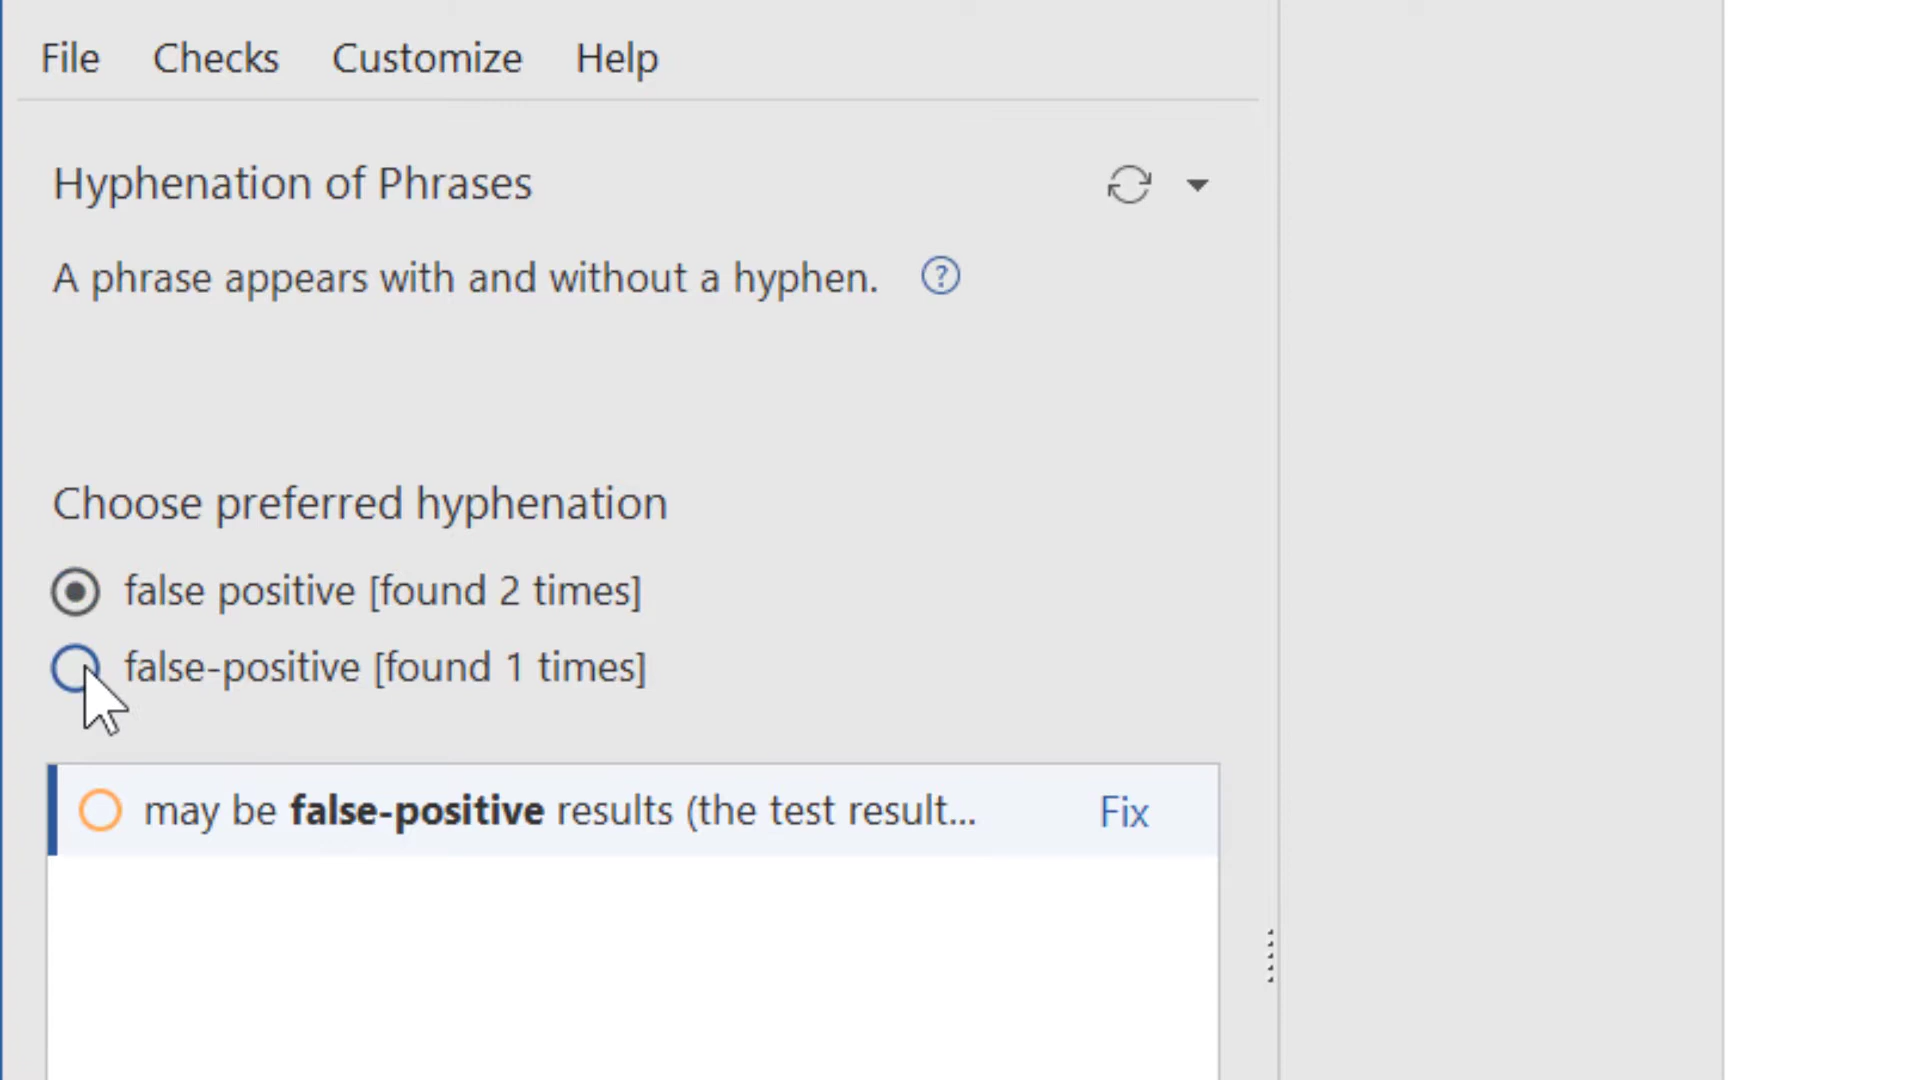 File Checks Customize Help
Hyphenation of Phrases
A phrase appears with and without a hyphen. ?
Choose preferred hyphenation
false positive [found 2 times]
false-positive [found 1 times]
may be false-positive results (the test result... Fix